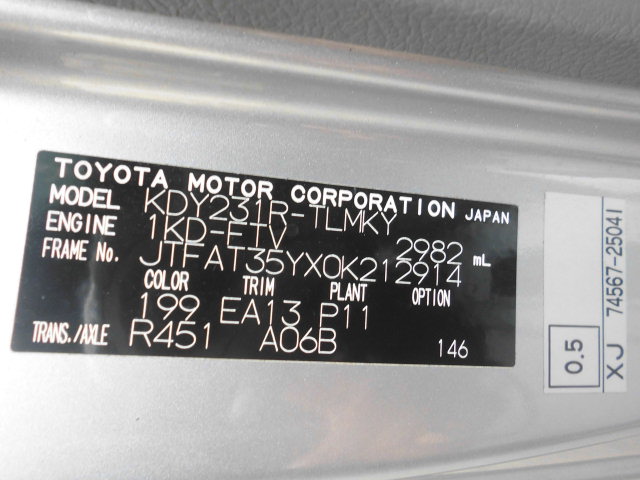 TOYOTA MOTOR CORPORATION JAPAN
MODEL KDY231R-TLMKY
ENGINE 1KD-FTV 2982 mL
FRAME No. JTFAT35YX0K212914
COLOR TRIM PLANT OPTION
199 EA13 P11
TRANS./AXLE R451 A06B 146
0.5
XJ 74567-25041